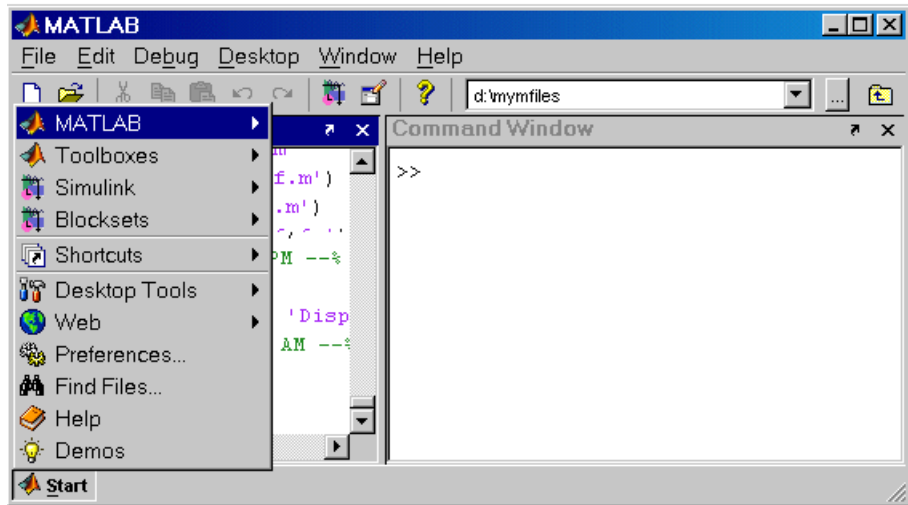 MATLAB
File Edit Debug Desktop Window Help
d:\mymfiles ...
MATLAB
Toolboxes
Simulink
Blocksets
Shortcuts
Desktop Tools
Web
Preferences...
Find Files...
Help
Demos
Start
f.m')
.m')
PM --%
'Disp
AM --%
Command Window
>>